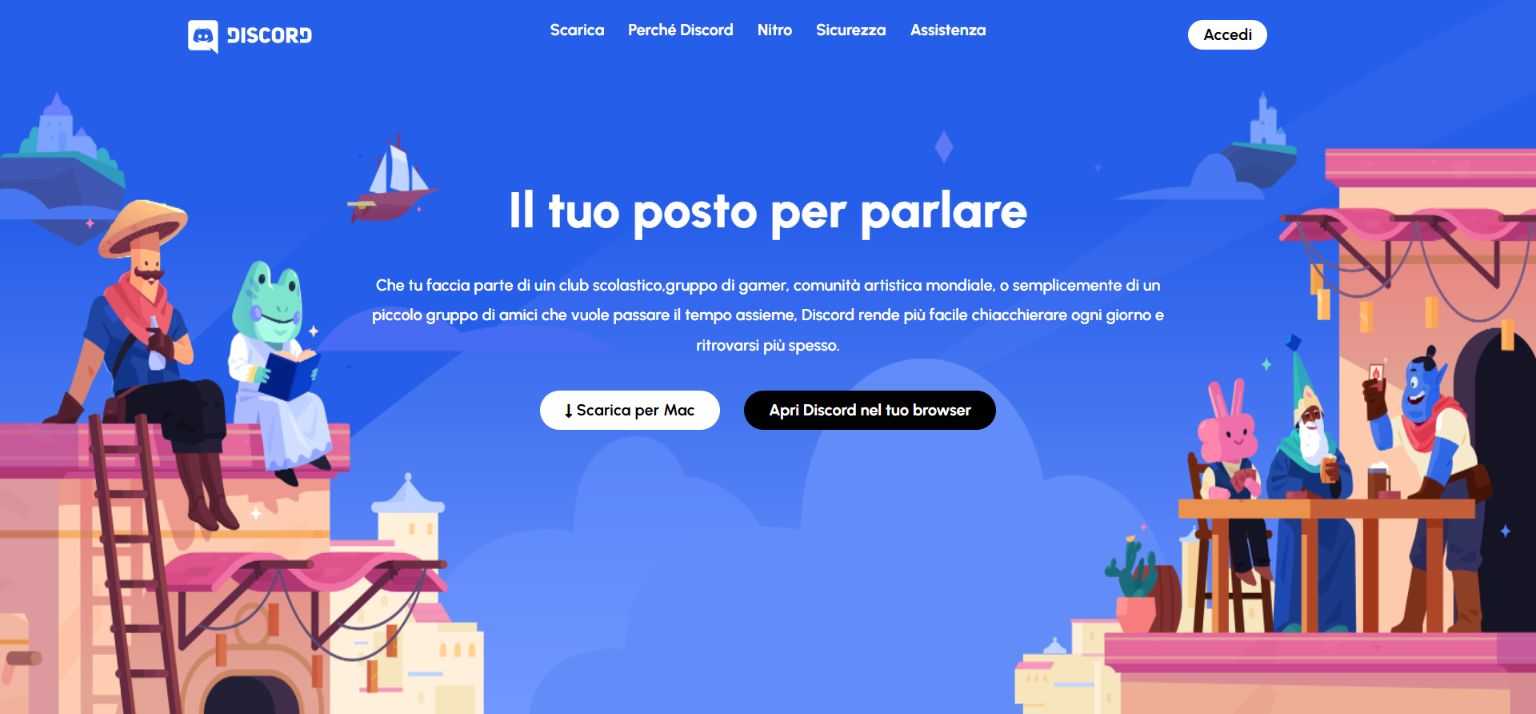 DISCORD
Scarica Perché Discord Nitro Sicurezza Assistenza
Accedi
Il tuo posto per parlare
Che tu faccia parte di uin club scolastico,gruppo di gamer, comunità artistica mondiale, o semplicemente di un
piccolo gruppo di amici che vuole passare il tempo assieme, Discord rende più facile chiacchierare ogni giorno e
ritrovarsi più spesso.
Scarica per Mac
Apri Discord nel tuo browser